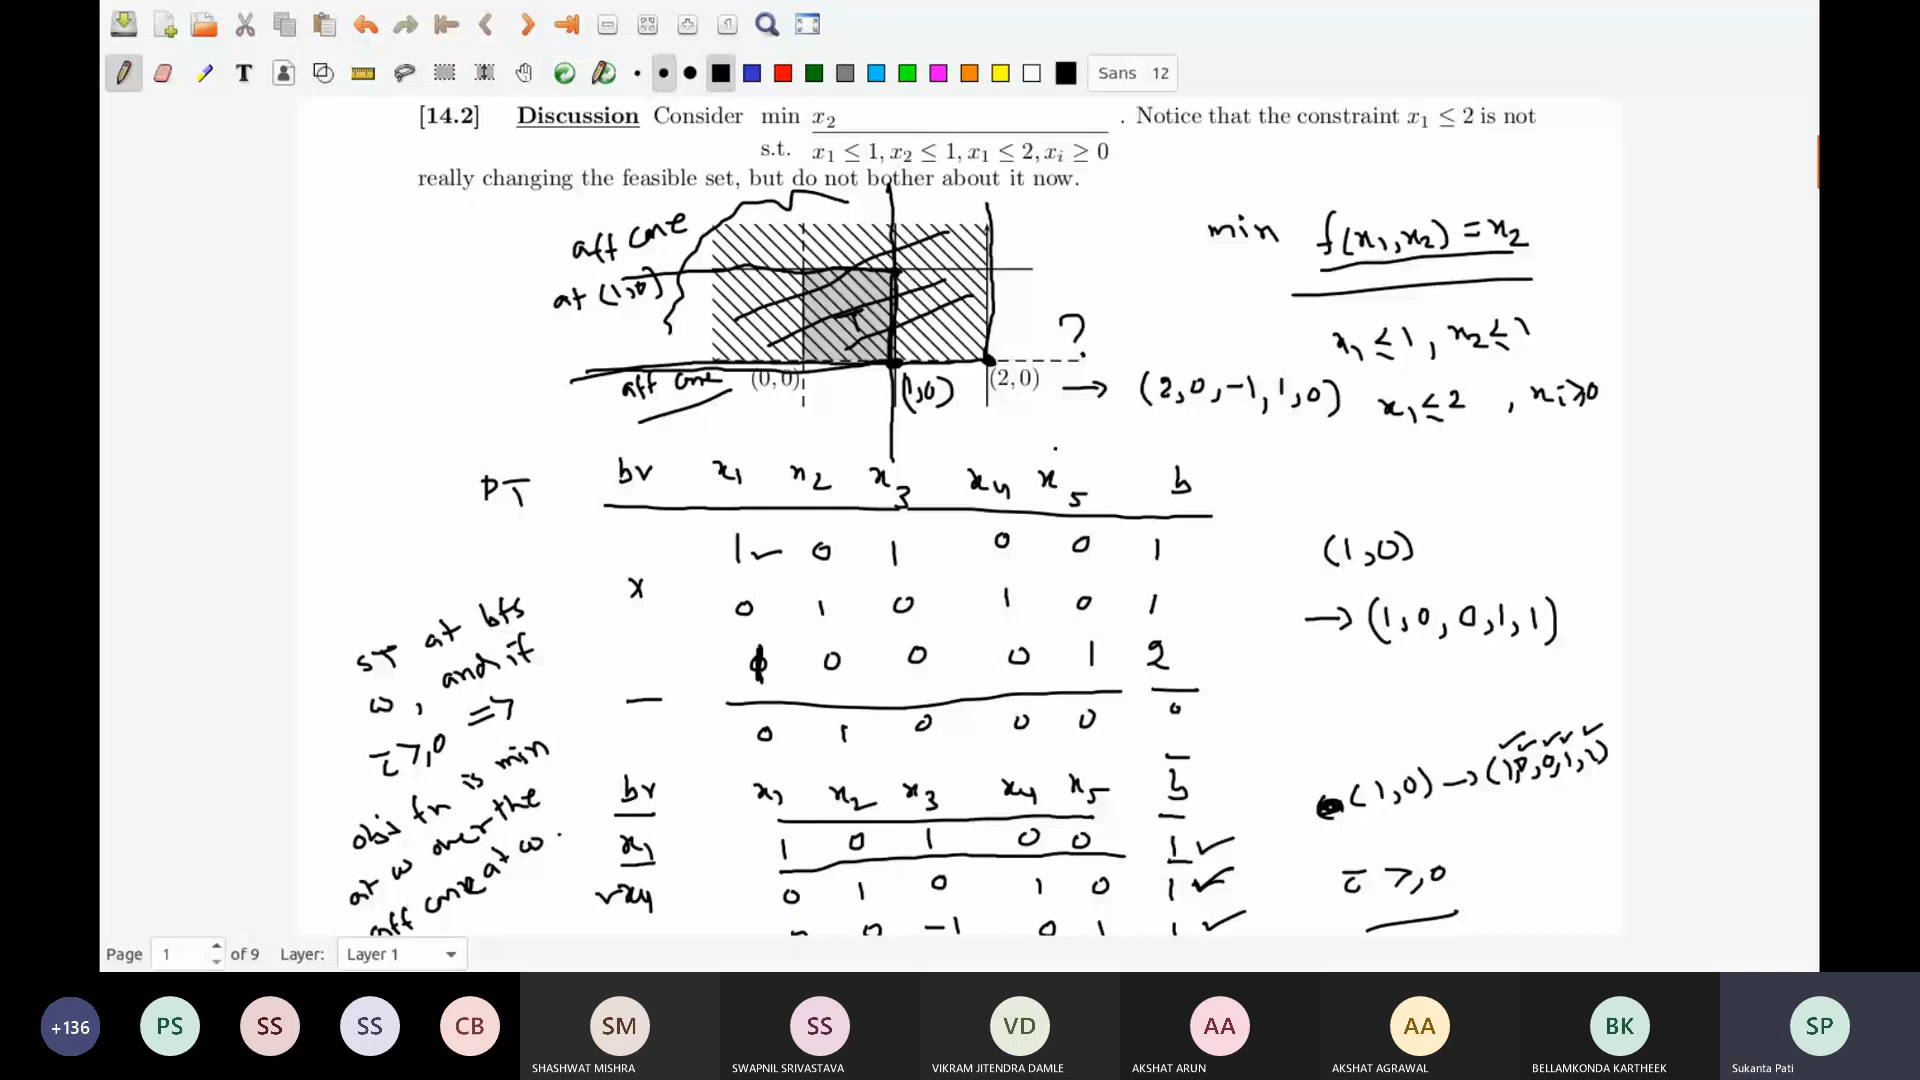 Sans 12
[14.2] Discussion Consider min x₂ . Notice that the constraint x₁ ≤ 2 is not
s.t. x₁ ≤ 1, x₂ ≤ 1, x₁ ≤ 2, xᵢ ≥ 0
really changing the feasible set, but do not bother about it now.
aff cone
at (1,0)
T
?
min f(x₁,x₂) = x₂
x₁ ≤ 1, x₂ ≤ 1
x₁ ≤ 2, xᵢ ≥ 0
aff cone (0,0) (1,0) (2,0) → (2,0,-1,1,0)
PT bv x₁ x₂ x₃ x₄ x₅ b
1 0 1 0 0 1
0 1 0 1 0 1
1 0 0 0 1 2
0 1 0 0 0 0
(1,0)
→ (1,0,0,1,1)
ST at bfs
w, and if
c̄ ≥ 0 ⇒
obj fn is min
at w over the
aff cone at w.
bv x₁ x₂ x₃ x₄ x₅ b̄
x₁ 1 0 1 0 0 1
x₄ 0 1 0 1 0 1
0 -1 0 1 1
(1,0) →
c̄ ≥ 0
Page 1 of 9 Layer: Layer 1
+136 PS SS SS CB SM SS VD AA AA BK SP
SHASHWAT MISHRA SWAPNIL SRIVASTAVA VIKRAM JITENDRA DAMLE AKSHAT ARUN AKSHAT AGRAWAL BELLAMKONDA KARTHEEK Sukanta Pati